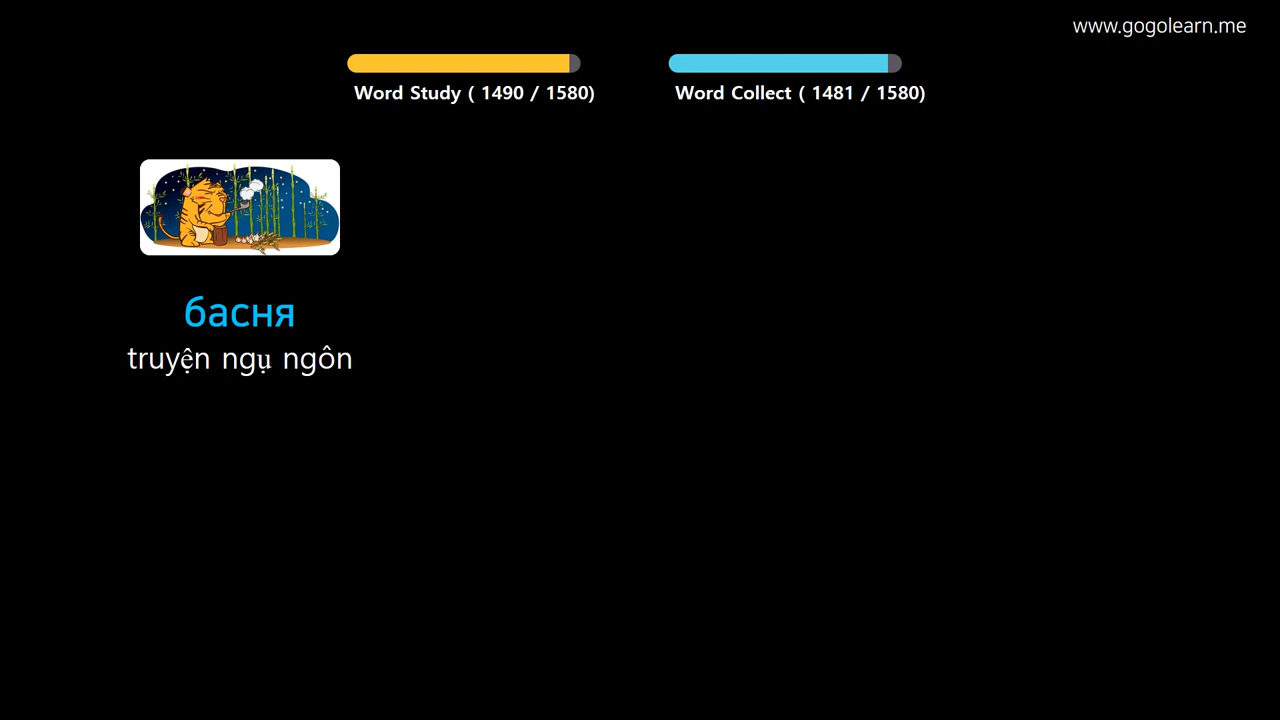 www.gogolearn.me
Word Study ( 1490 / 1580)
Word Collect ( 1481 / 1580)
басня
truyện ngụ ngôn